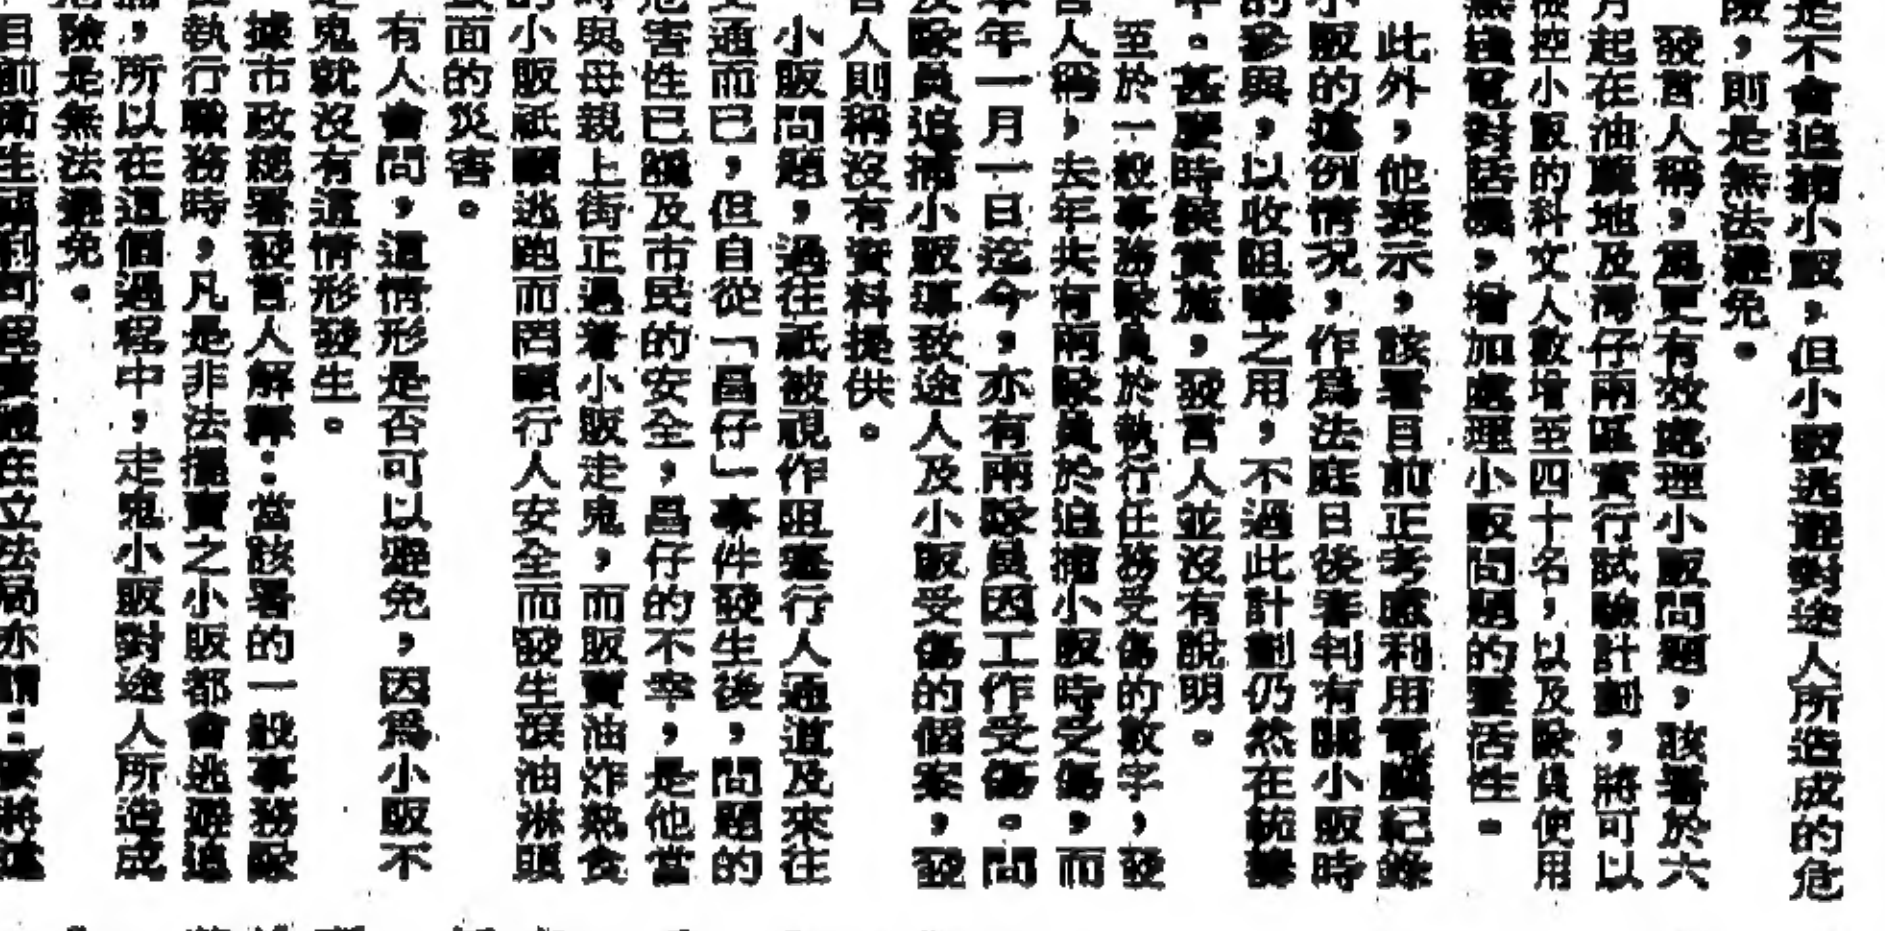 是不會追捕小販，但小販逃避對途人所造成的危
險，則是無法避免。
發言人稱，為更有效處理小販問題，該署於六
月起在油蔴地及灣仔兩區實行試驗計劃，將可以
檢控小販的科文人數增至四十名，以及隊員使用
無線電對話機，增加處理小販問題的靈活性。
此外，他表示，該署目前正考慮利用電腦紀錄
小販的違例情況，作為法庭日後審判有關小販時
的參與，以收阻嚇之用，不過此計劃仍然在
。甚麼時候實施，發言人並沒有說明。
至於一般事務隊員於執行任務受傷的數字，發
言人稱，去年共有兩隊員於追捕小販時受傷，而
本年一月一日迄今，亦有兩隊員因工作受傷。問
及隊員追捕小販導致途人及小販受傷的個案，發
言人則稱沒有資料提供。
小販問題，過往祇被視作阻塞行人通道及來往
交通而已，但自從「昌仔」事件發生後，問題的
危害性已觸及市民的安全，昌仔的不幸，是他當
時與母親上街正遇着小販走鬼，而販賣油炸熟食
的小販祇顧逃跑而罔顧行人安全而發生滾油淋頭
面的災害。
有人會問，這情形是否可以避免，因為小販不
走鬼就沒有這情形發生。
據市政總署發言人解釋：當該署的一般事務隊
在執行職務時，凡是非法擺賣之小販都會逃避追
捕，所以在這個過程中，走鬼小販對途人所造成
危險是無法避免。
目前衛生福利司在立法局亦謂：